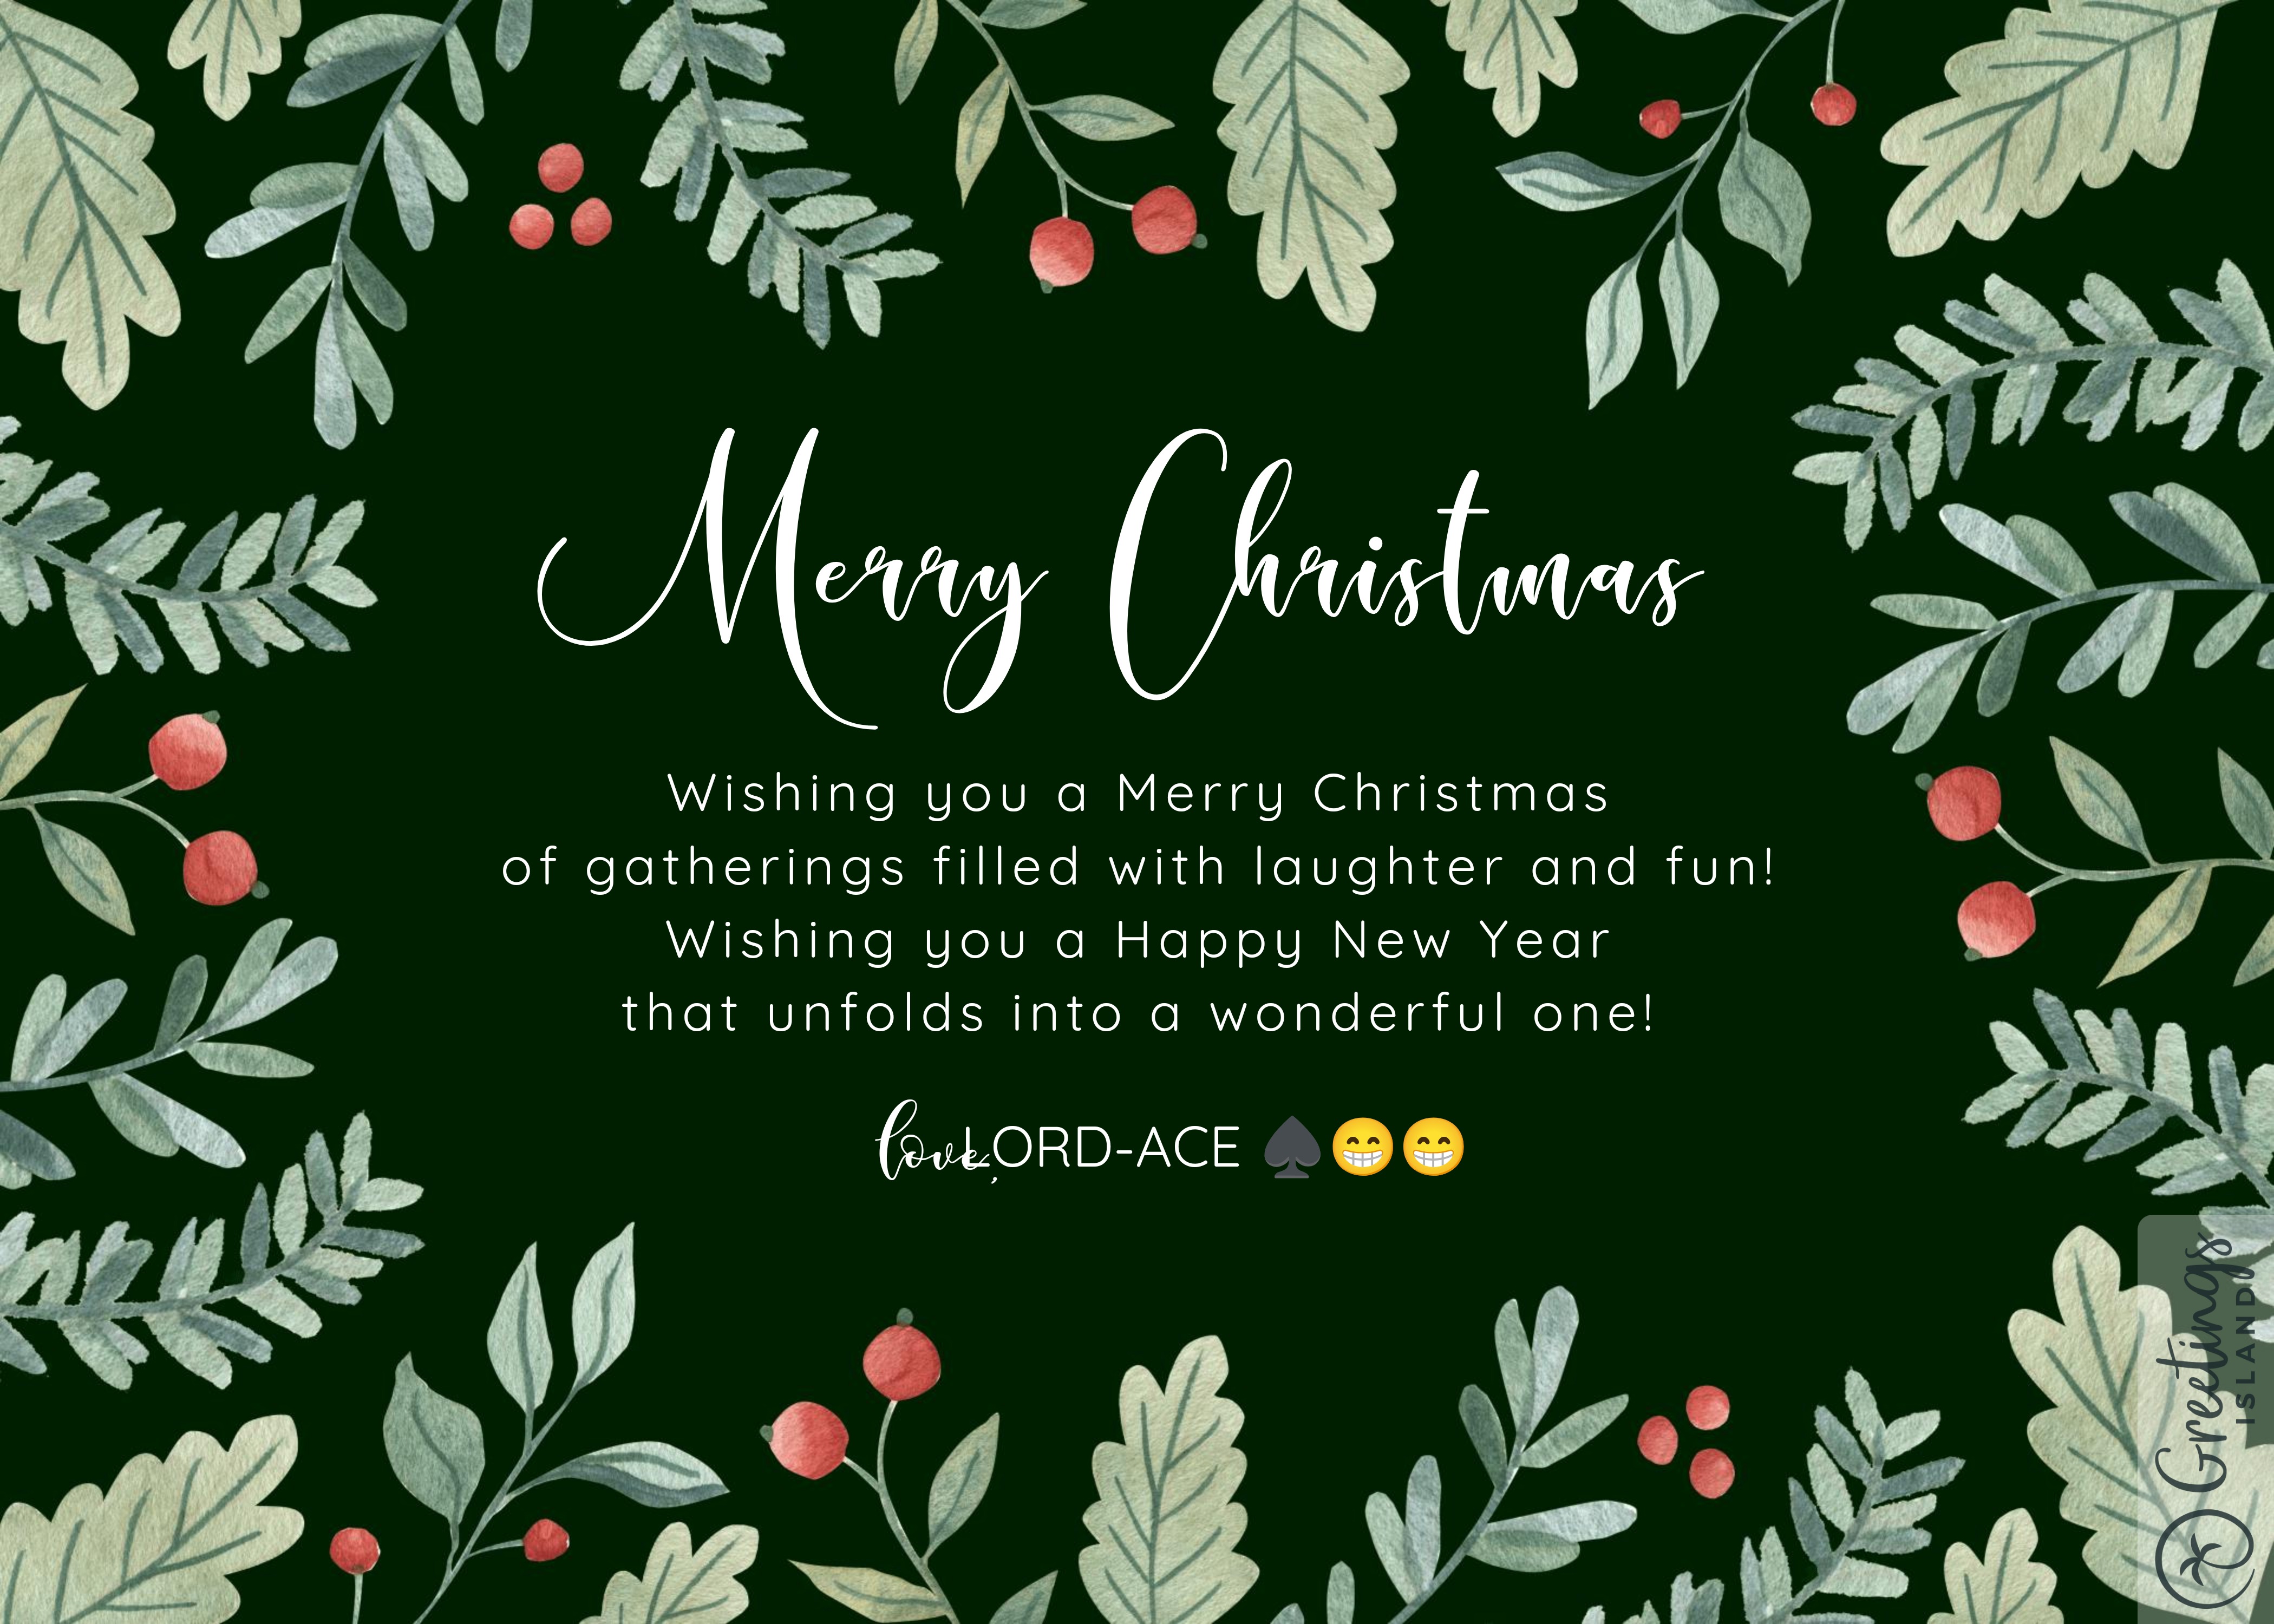 Merry Christmas
Wishing you a Merry Christmas
of gatherings filled with laughter and fun!
Wishing you a Happy New Year
that unfolds into a wonderful one!
love, LORD-ACE ♠️😁😁
Greetings
ISLAND